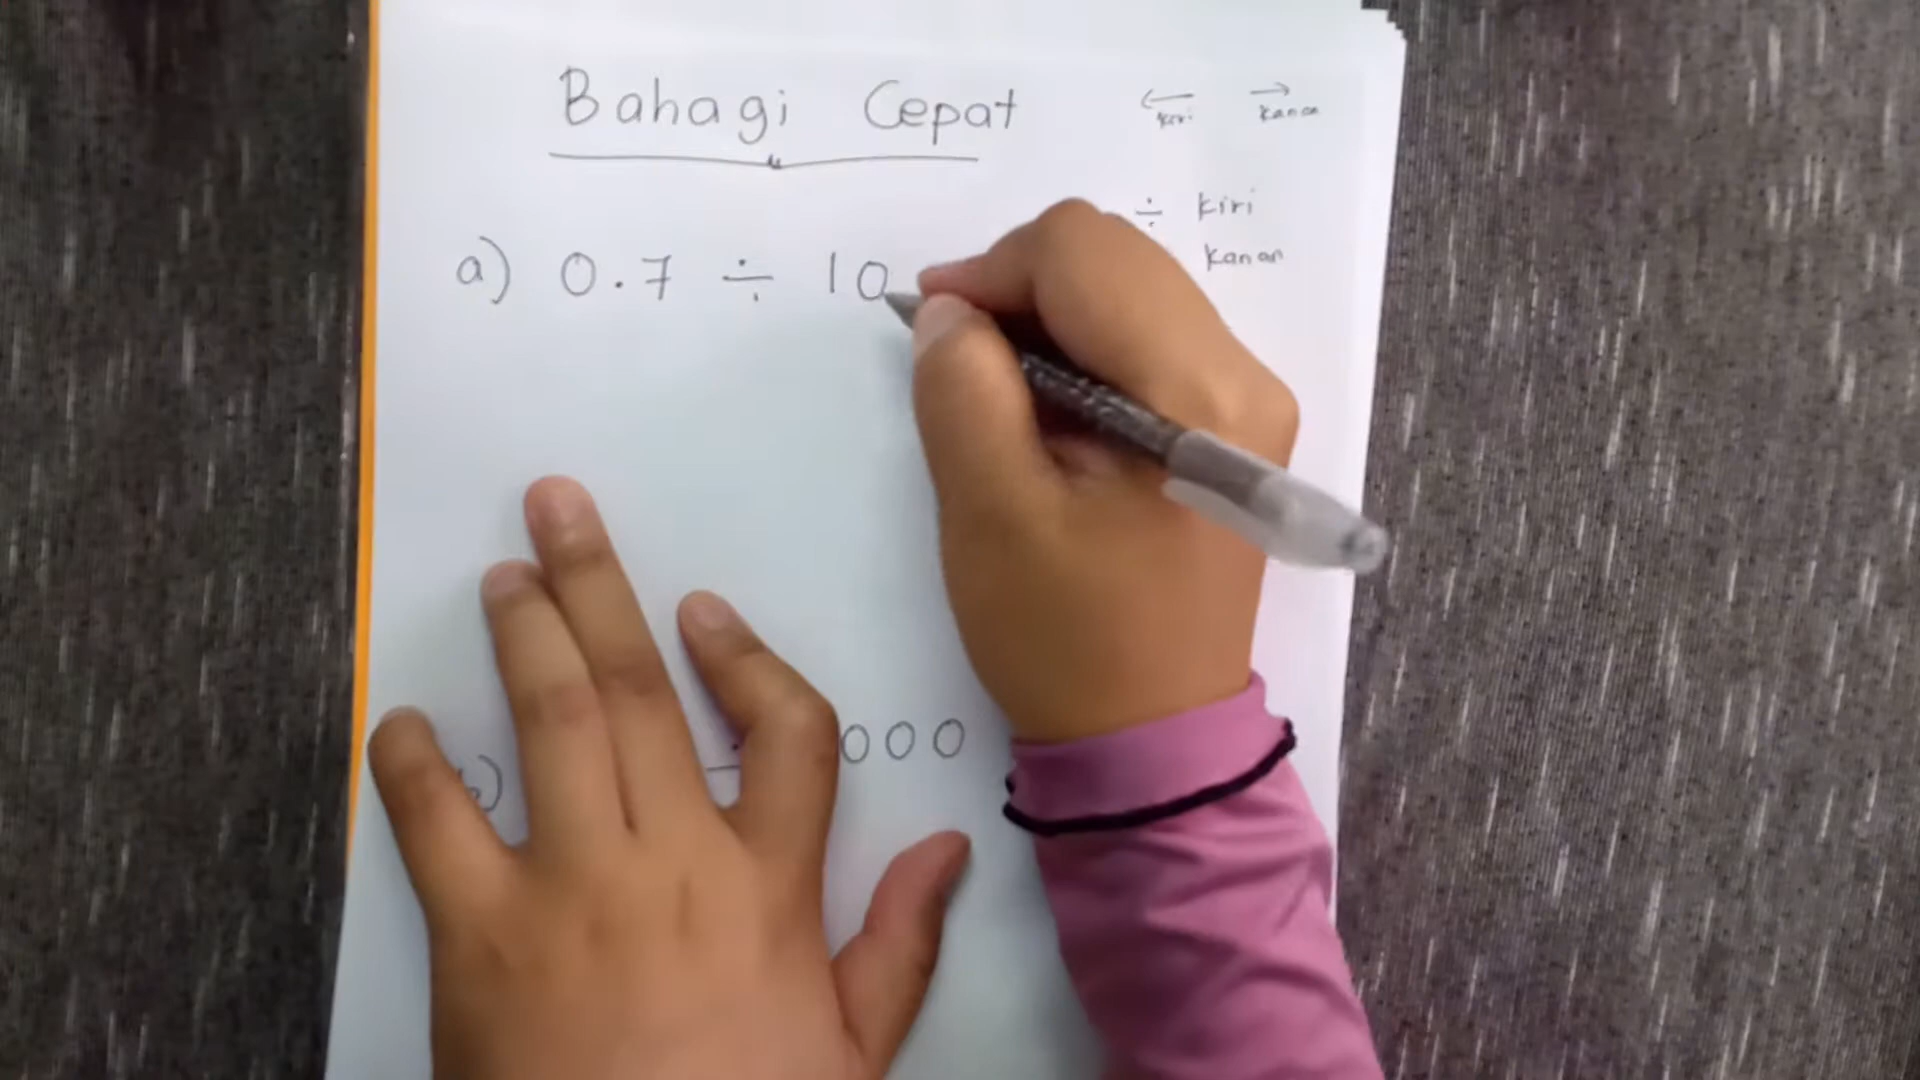 Bahagi Cepat
← →
kiri kanan
÷ kiri
kanan
a) 0.7 ÷ 10
b) 000